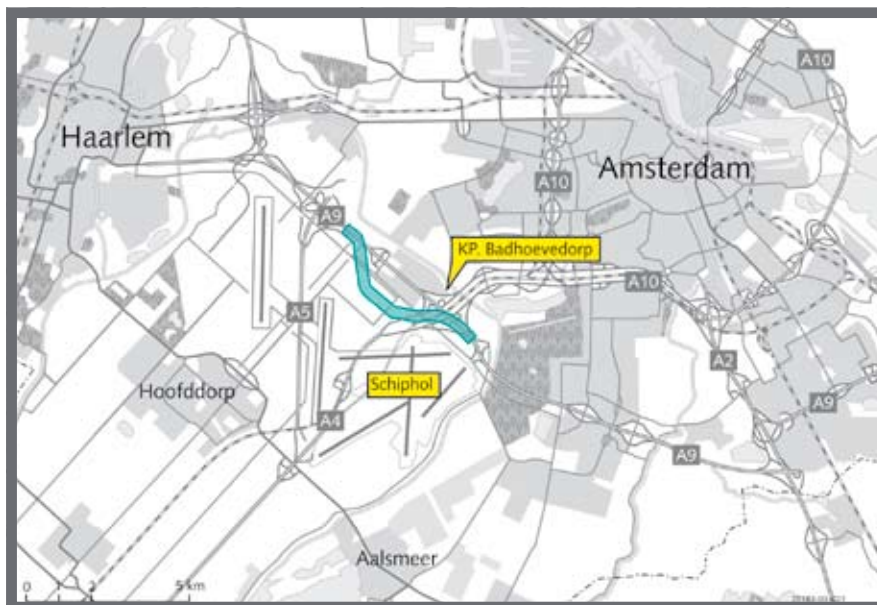 A10
Haarlem
Amsterdam
A10
A9
KP. Badhoevedorp
A10
A5
A2
Schiphol
Hoofddorp
A9
A4
A9
Aalsmeer
0 1 2 5 km